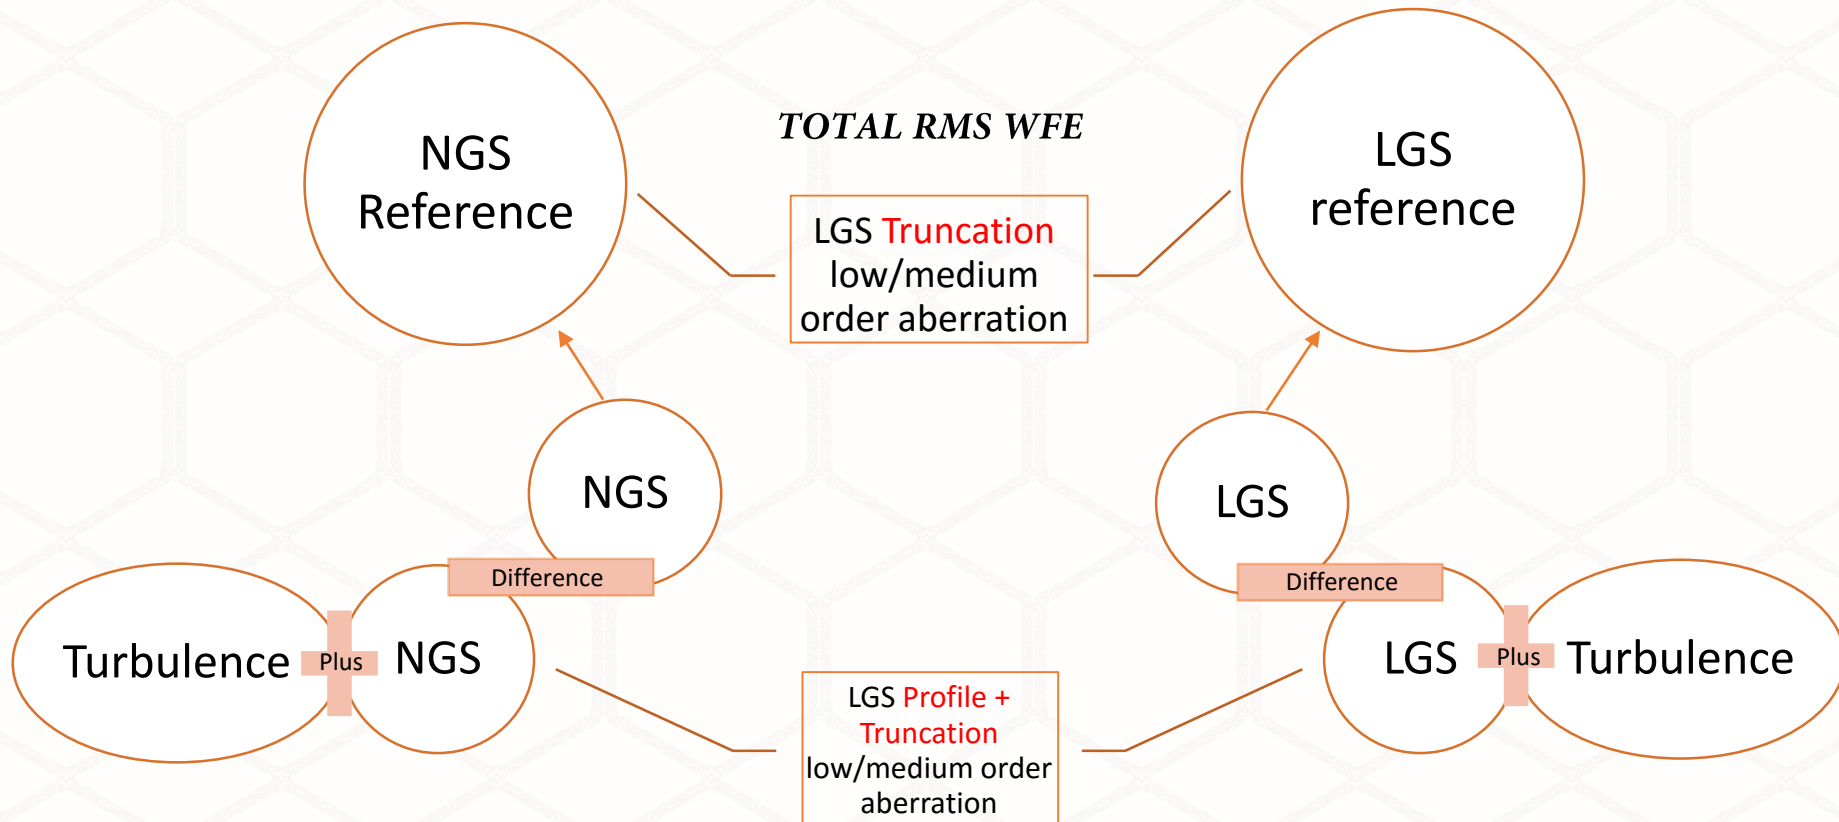 TOTAL RMS WFE
NGS
Reference
LGS Truncation
low/medium
order aberration
LGS
reference
NGS
LGS
Difference
Difference
Turbulence
Plus
NGS
LGS Profile +
Truncation
low/medium order
aberration
LGS
Plus
Turbulence